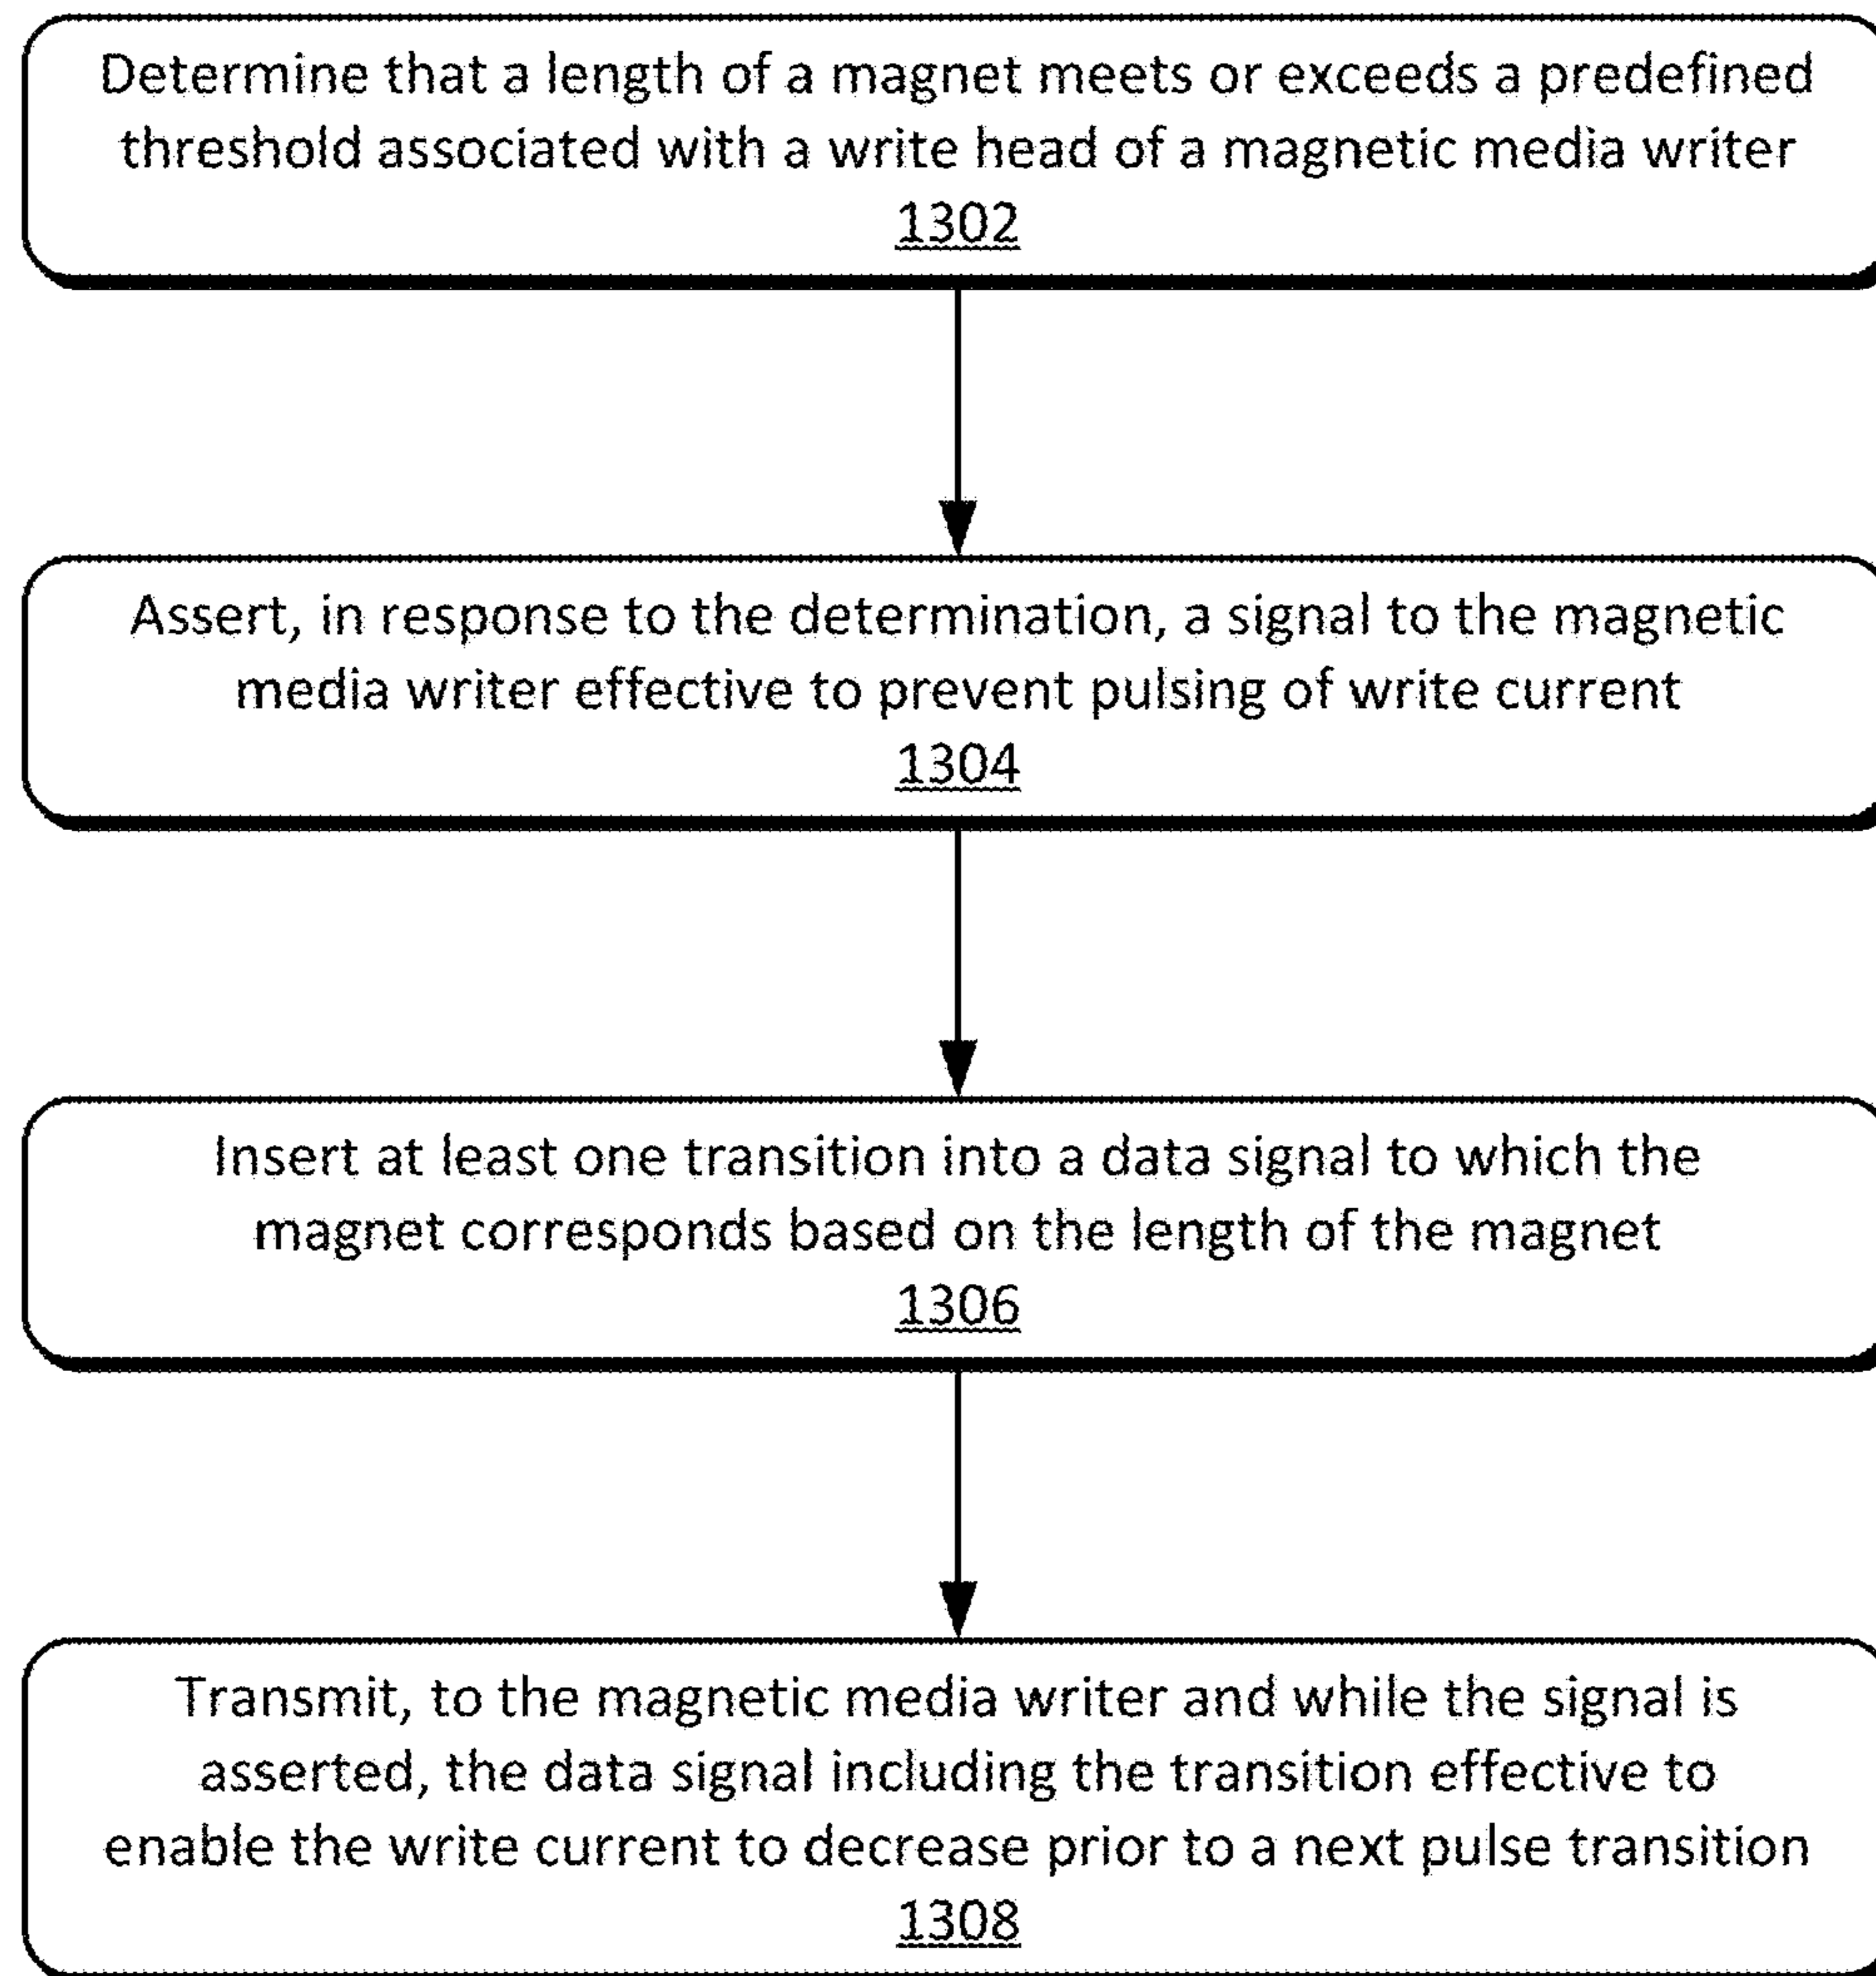 Determine that a length of a magnet meets or exceeds a predefined
threshold associated with a write head of a magnetic media writer
1302
Assert, in response to the determination, a signal to the magnetic
media writer effective to prevent pulsing of write current
1304
Insert at least one transition into a data signal to which the
magnet corresponds based on the length of the magnet
1306
Transmit, to the magnetic media writer and while the signal is
asserted, the data signal including the transition effective to
enable the write current to decrease prior to a next pulse transition
1308